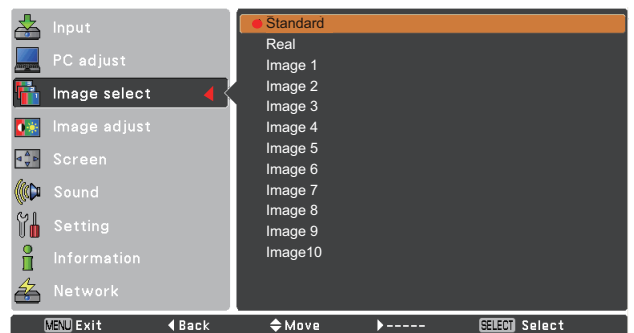 Input
PC adjust
Image select
Image adjust
Screen
Sound
Setting
Information
Network
Standard
Real
Image 1
Image 2
Image 3
Image 4
Image 5
Image 6
Image 7
Image 8
Image 9
Image10
MENU Exit Back Move ----- SELECT Select